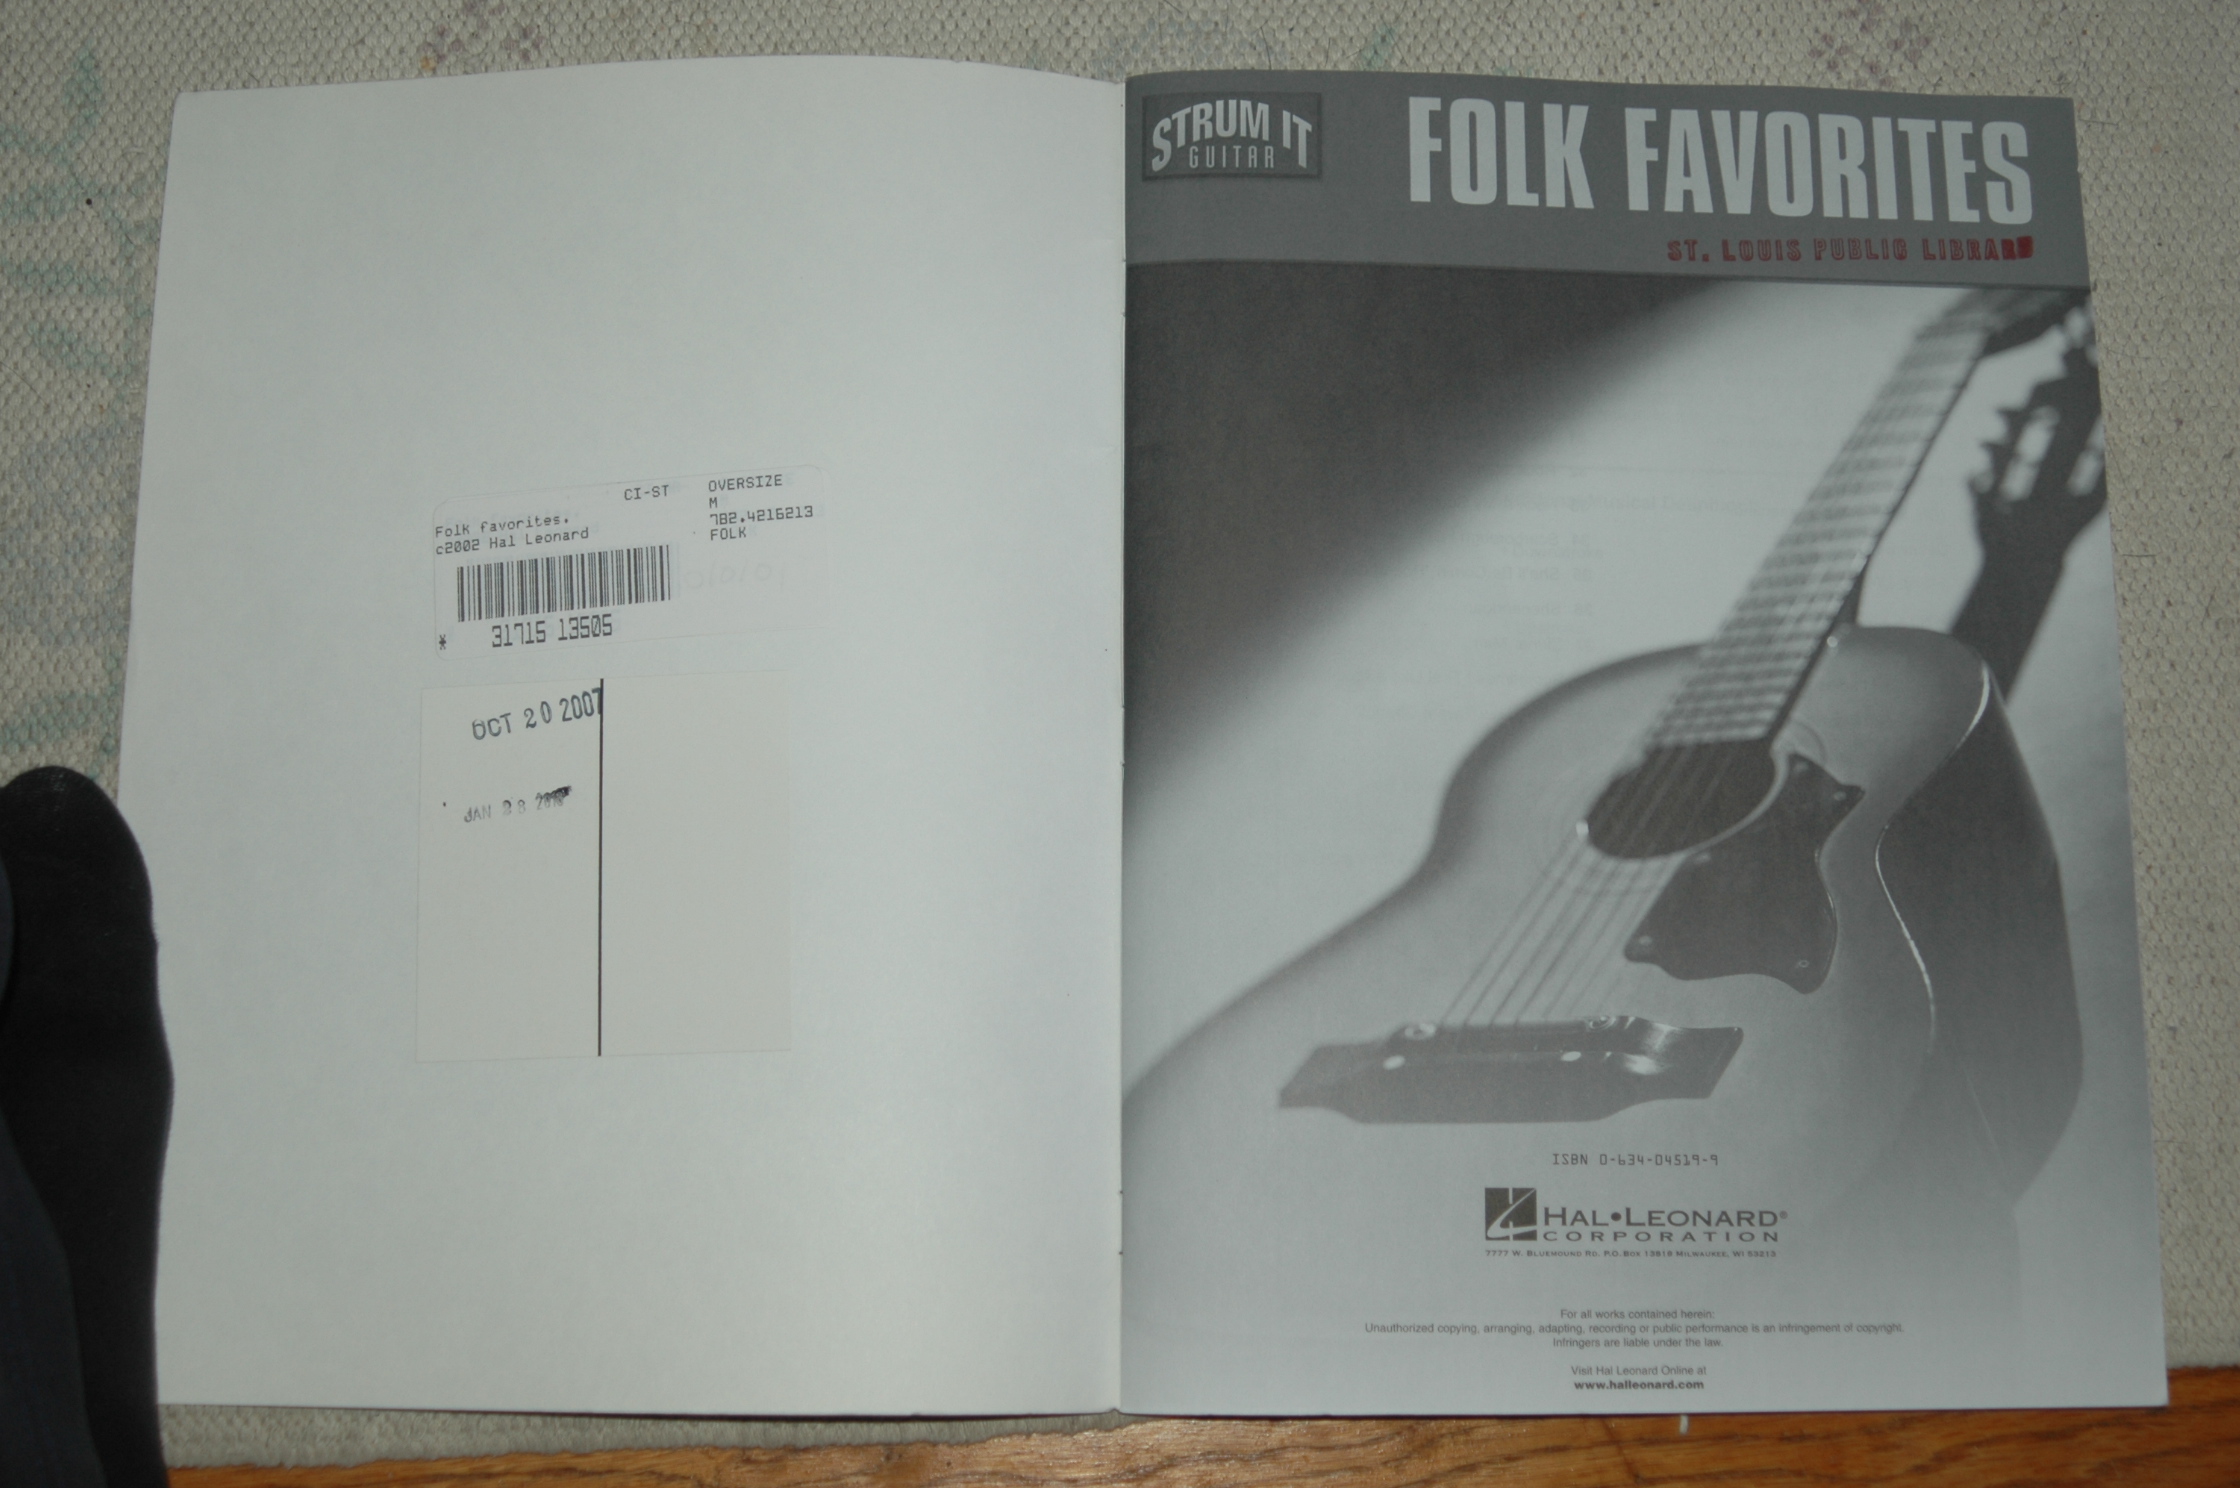 CI-ST
OVERSIZE
M
782.4216213
FOLK
Folk favorites.
c2002 Hal Leonard
* 31715 13505
OCT 20 2007
JAN 28
STRUM IT
GUITAR
FOLK FAVORITES
ST. LOUIS PUBLIC LIBRARY
ISBN 0-634-04519-9
HAL•LEONARD®
CORPORATION
7777 W. BLUEMOUND RD. P.O. BOX 13819 MILWAUKEE, WI 53213
For all works contained herein:
Unauthorized copying, arranging, adapting, recording or public performance is an infringement of copyright.
Infringers are liable under the law.
Visit Hal Leonard Online at
www.halleonard.com